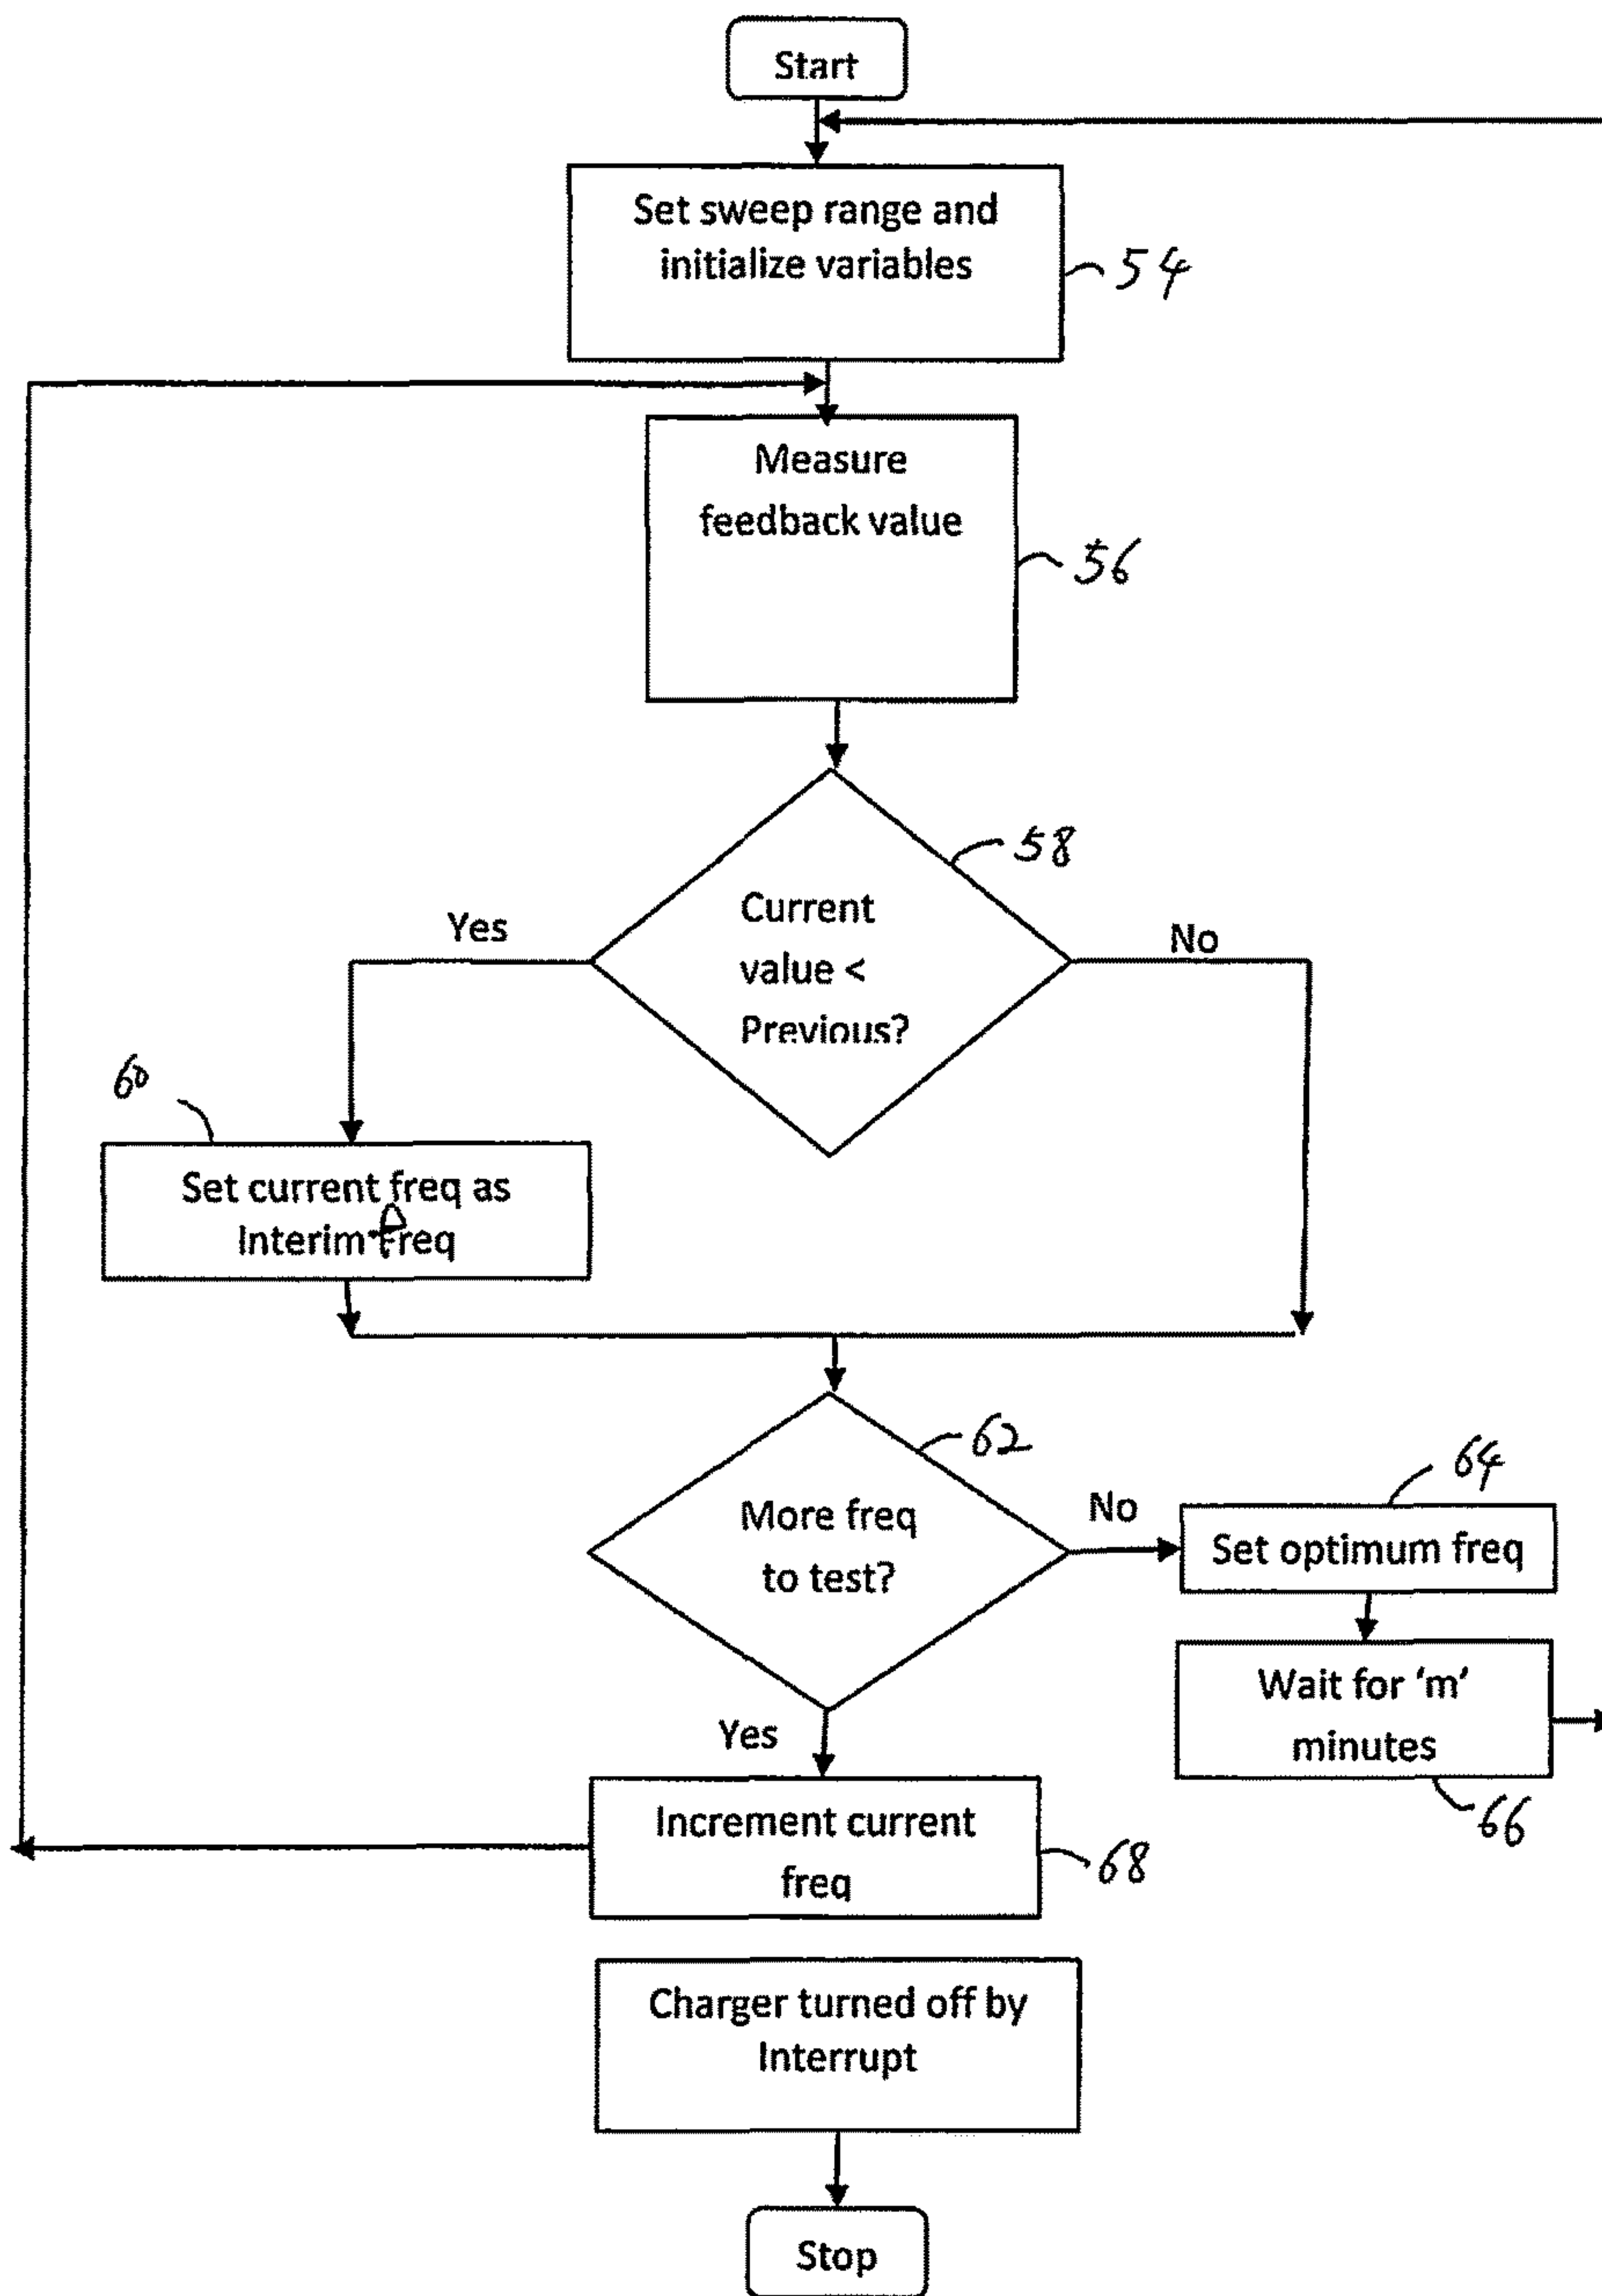 Start
Set sweep range and
initialize variables
54
Measure
feedback value
56
58
Current
value <
Previous?
Yes
No
60
Set current freq as
Interim freq
62
More freq
to test?
No
64
Set optimum freq
Wait for ‘m’
minutes
66
Yes
Increment current
freq
68
Charger turned off by
Interrupt
Stop